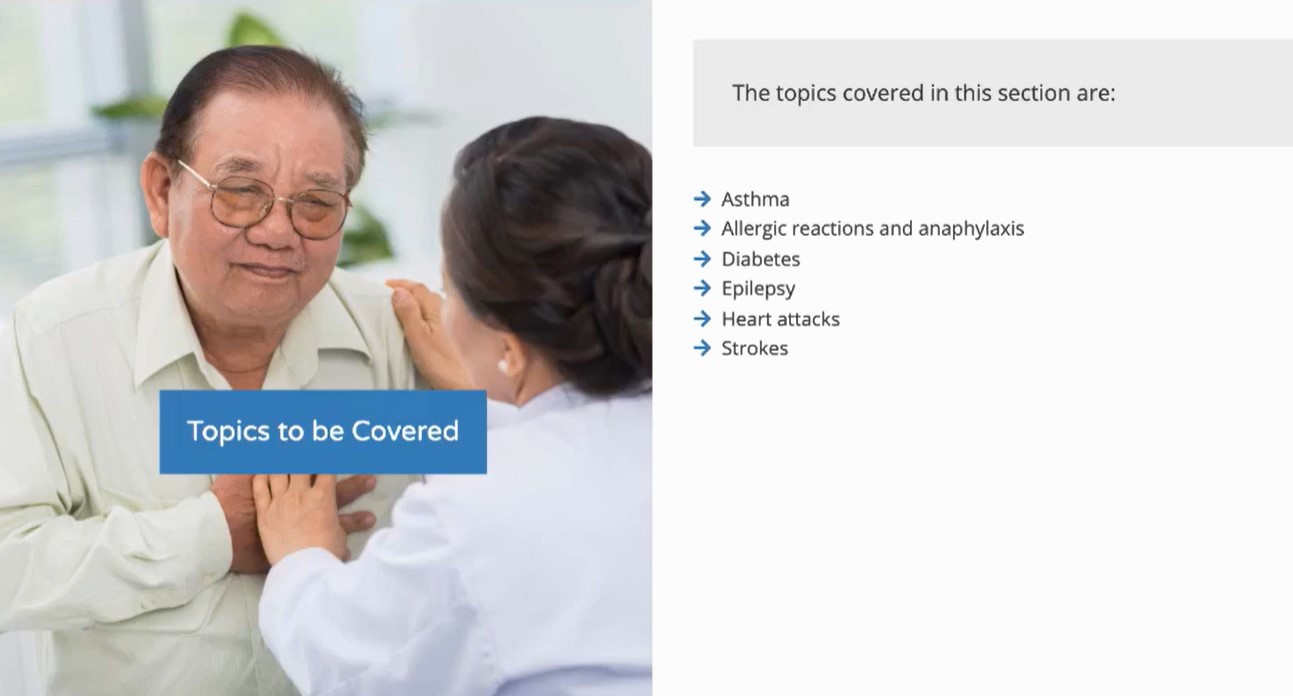 Topics to be Covered
The topics covered in this section are:
Asthma
Allergic reactions and anaphylaxis
Diabetes
Epilepsy
Heart attacks
Strokes